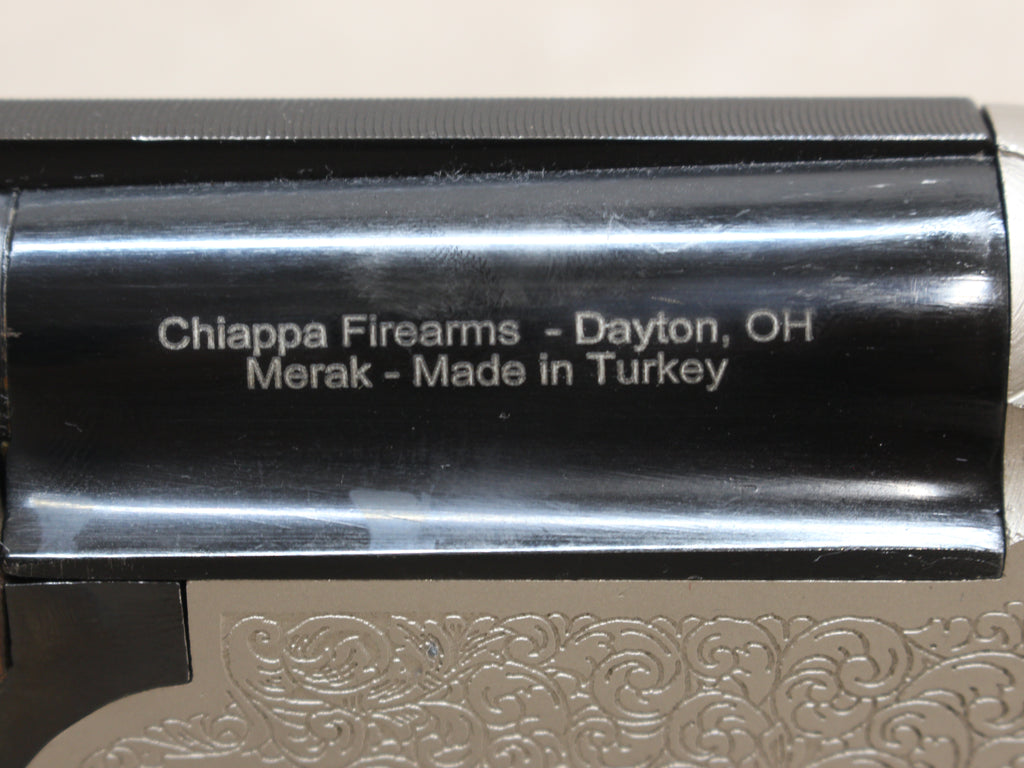 Chiappa Firearms - Dayton, OH
Merak - Made in Turkey